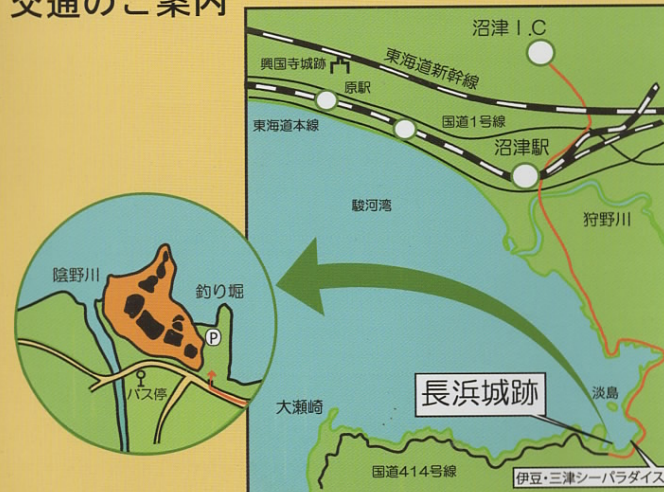 交通のご案内
沼津I.C
興国寺城跡
東海道新幹線
原駅
東海道本線
国道1号線
沼津駅
駿河湾
狩野川
陰野川
釣り堀
P
バス停
大瀬崎
長浜城跡
淡島
国道414号線
伊豆・三津シーパラダイス